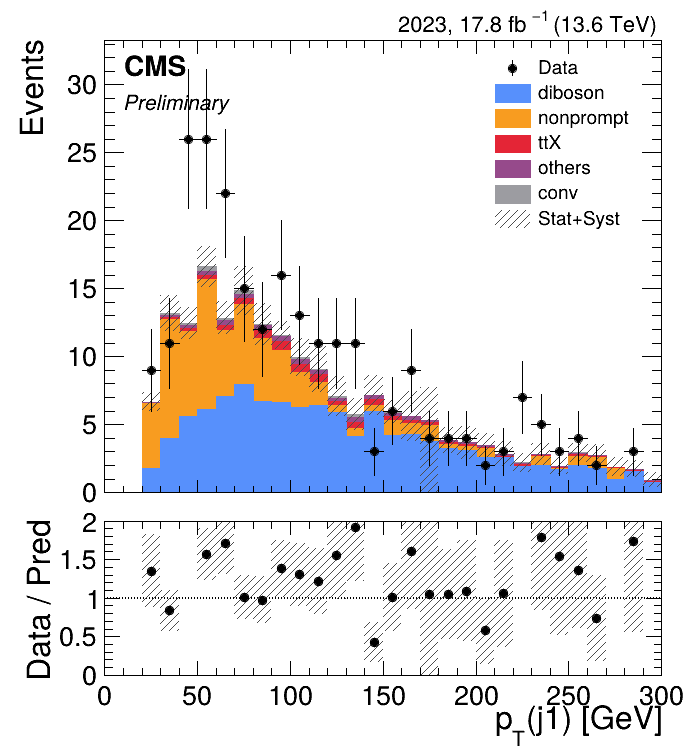 2023, 17.8 fb⁻¹ (13.6 TeV)
CMS
Preliminary
Events
Data
diboson
nonprompt
ttX
others
conv
Stat+Syst
30
25
20
15
10
5
0
Data / Pred
2
1.5
1
0.5
0
0 50 100 150 200 250 300
p_T(j1) [GeV]